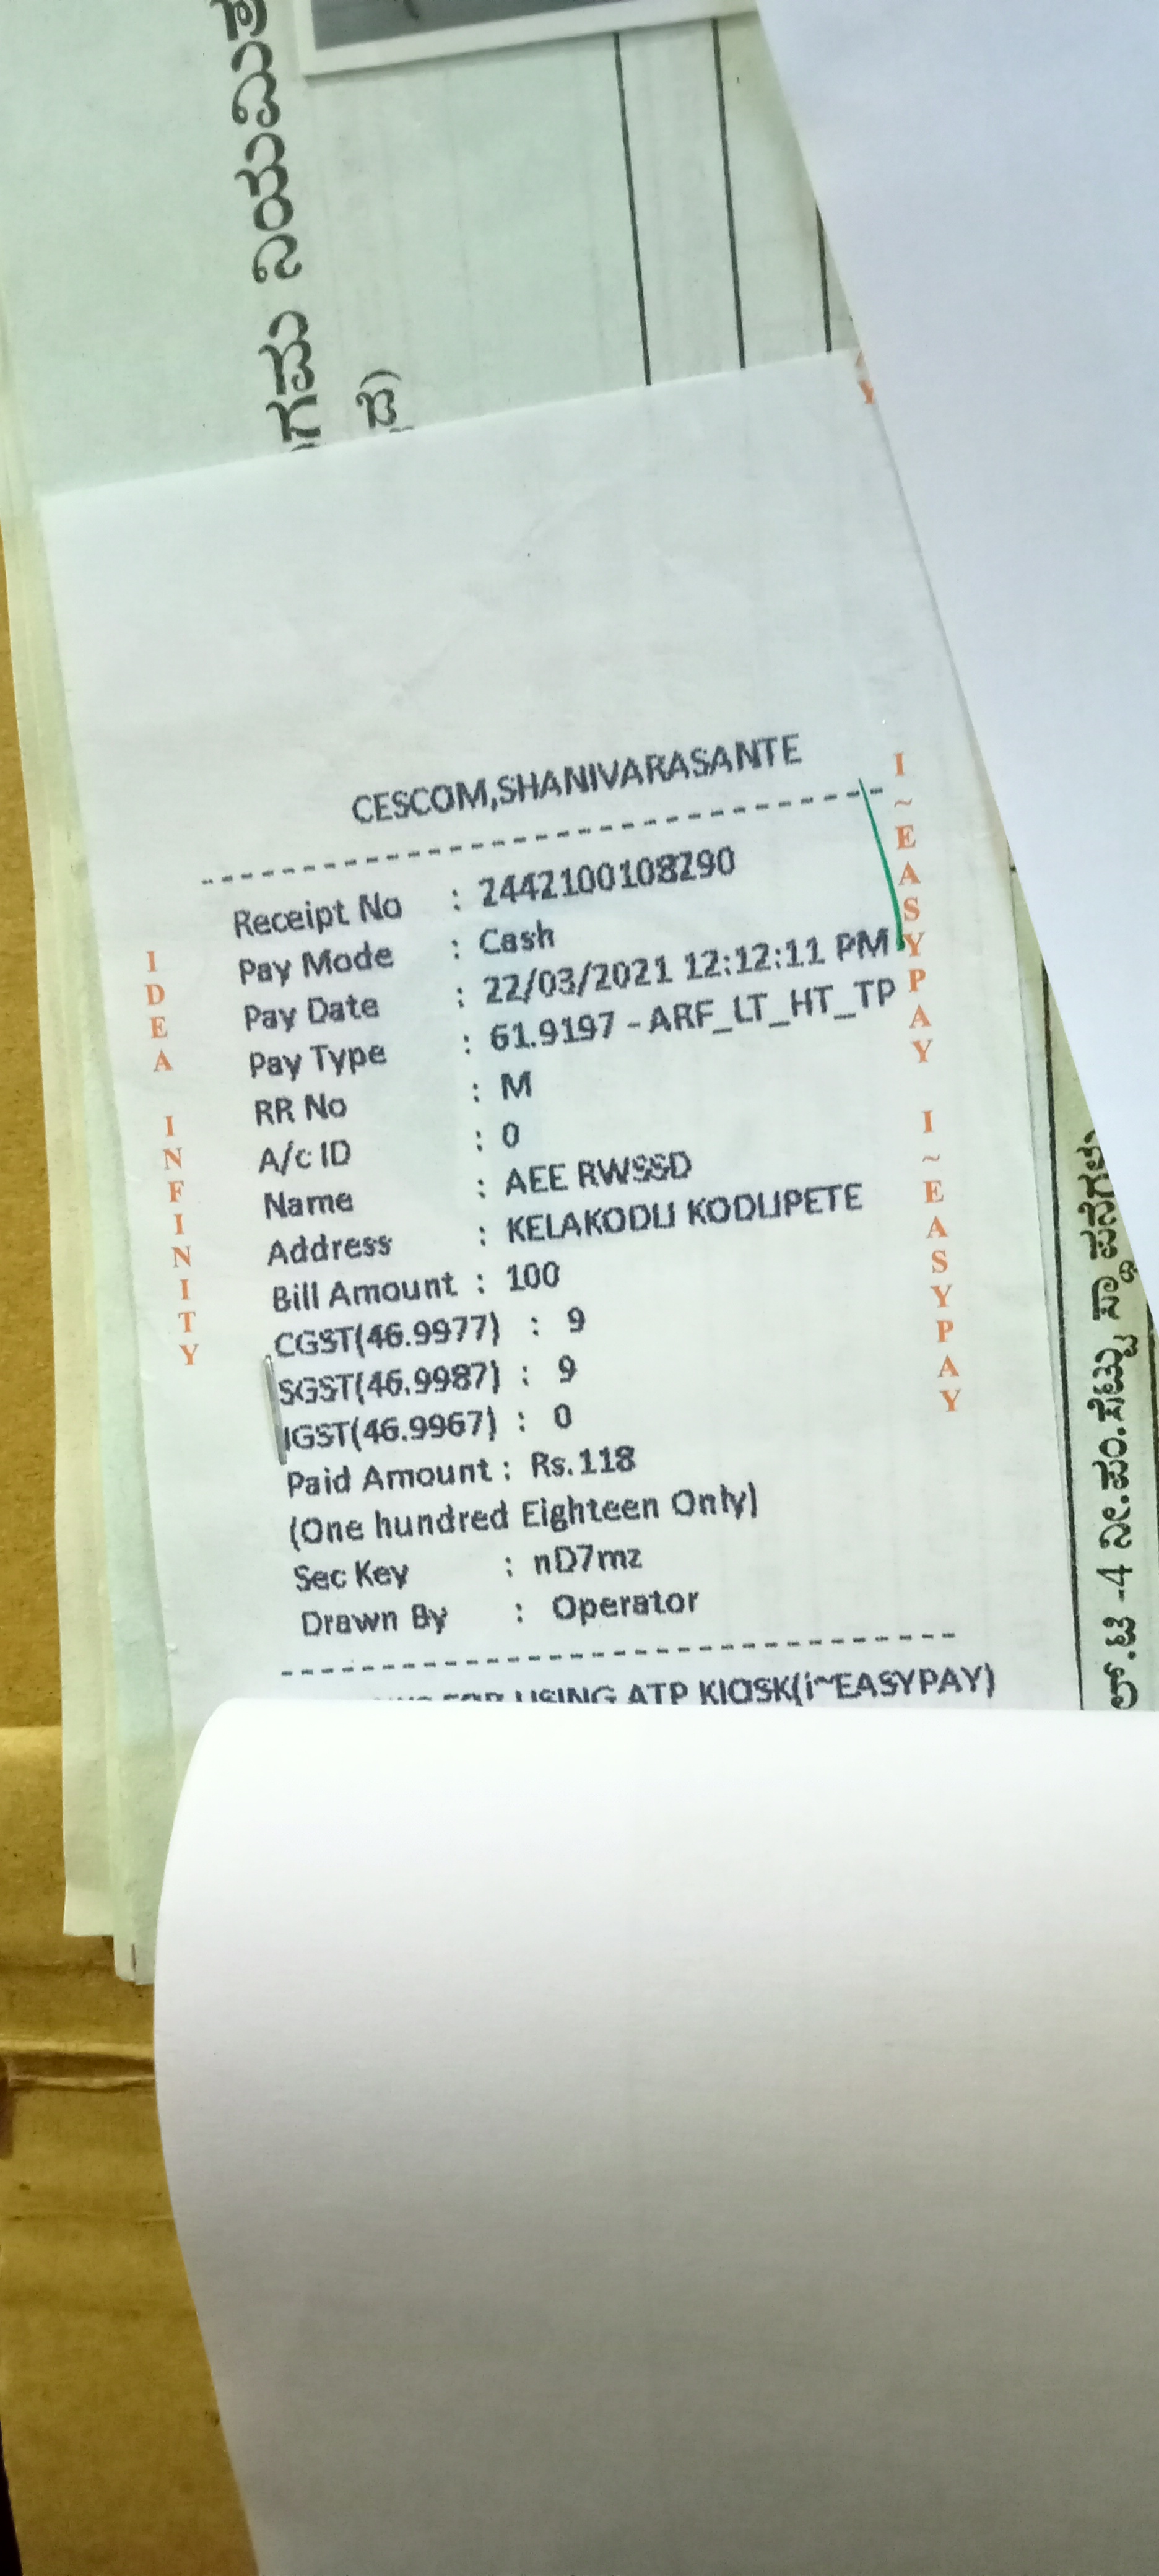 CESCOM,SHANIVARASANTE
Receipt No : 2442100108290
Pay Mode : Cash
Pay Date : 22/03/2021 12:12:11 PM
Pay Type : 61.9197 - ARF_LT_HT_TP
RR No : M
A/c ID : 0
Name : AEE RWSSD
Address : KELAKODLI KODLIPETE
Bill Amount : 100
CGST(46.9977) : 9
SGST(46.9987) : 9
IGST(46.9967) : 0
Paid Amount : Rs.118
(One hundred Eighteen Only)
Sec Key : nD7mz
Drawn By : Operator
FOR USING ATP KIOSK(i~EASYPAY)
IDEA INFINITY
I~EASYPAY I~EASYPAY